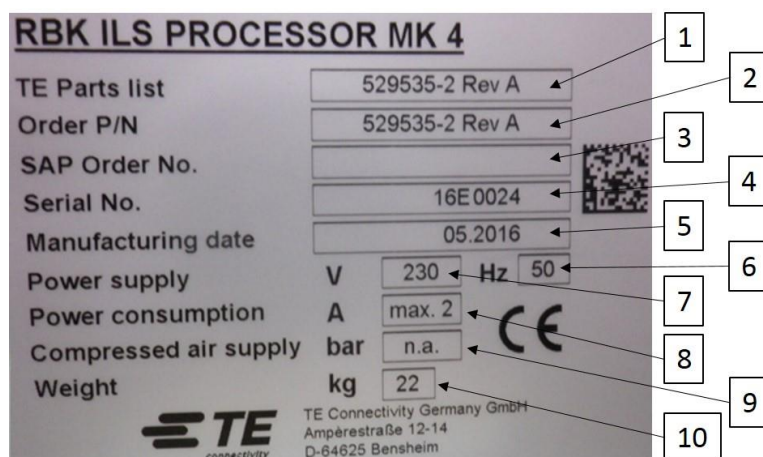 RBK ILS PROCESSOR MK 4
1
TE Parts list 529535-2 Rev A
2
Order P/N 529535-2 Rev A
3
SAP Order No.
4
Serial No. 16E0024
5
Manufacturing date 05.2016
6
Power supply V 230 Hz 50
7
Power consumption A max. 2
8
Compressed air supply bar n.a.
9
Weight kg 22
10
CE
TE
connectivity
TE Connectivity Germany GmbH
Ampèrestraße 12-14
D-64625 Bensheim